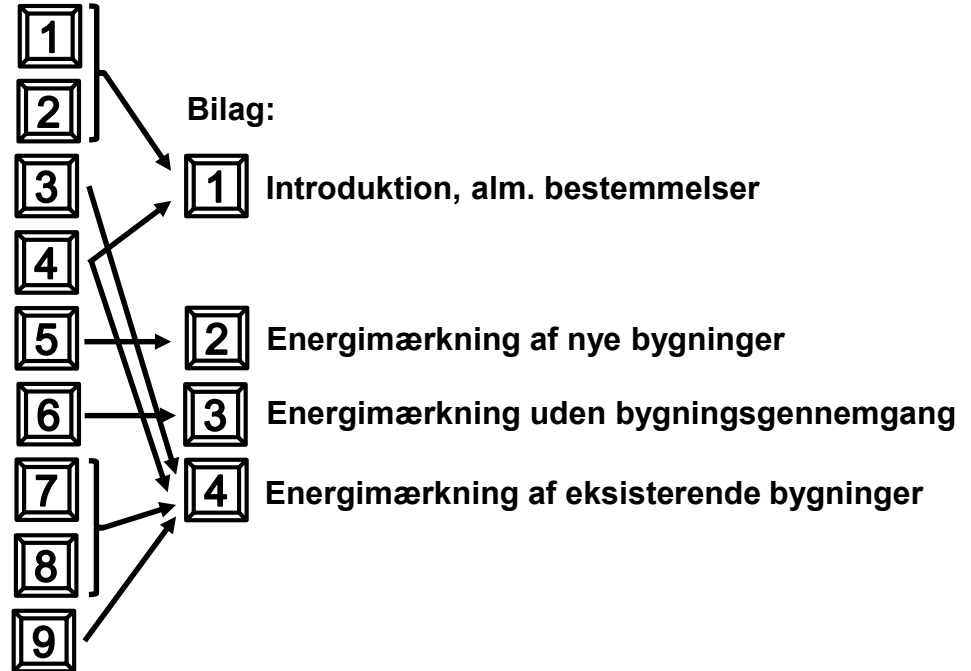 1
2
Bilag:
3
1 Introduktion, alm. bestemmelser
4
5
2 Energimærkning af nye bygninger
6
3 Energimærkning uden bygningsgennemgang
7
4 Energimærkning af eksisterende bygninger
8
9